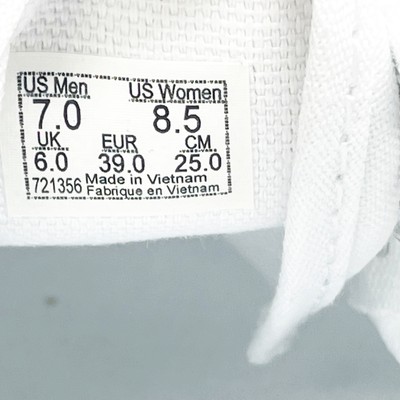 US Men US Women
7.0 8.5
UK EUR CM
6.0 39.0 25.0
721356 Made in Vietnam
Fabrique en Vietnam